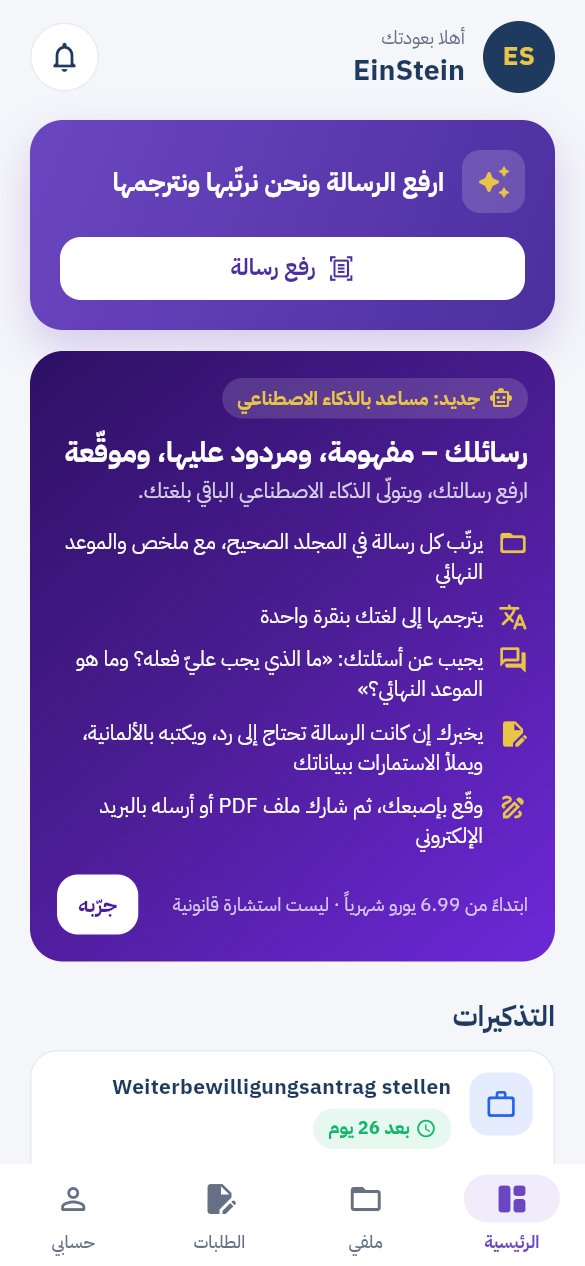 ES
أهلا بعودتك
EinStein
ارفع الرسالة ونحن نرتّبها ونترجمها
رفع رسالة
جديد: مساعد بالذكاء الاصطناعي
رسائلك – مفهومة، ومردود عليها، وموقّعة
ارفع رسالتك، ويتولّى الذكاء الاصطناعي الباقي بلغتك.
يرتّب كل رسالة في المجلد الصحيح، مع ملخص والموعد
النهائي
يترجمها إلى لغتك بنقرة واحدة
يجيب عن أسئلتك: «ما الذي يجب عليّ فعله؟ وما هو
الموعد النهائي؟»
يخبرك إن كانت الرسالة تحتاج إلى رد، ويكتبه بالألمانية،
ويملأ الاستمارات ببياناتك
وقّع بإصبعك، ثم شارك ملف PDF أو أرسله بالبريد
الإلكتروني
ابتداءً من 6.99 يورو شهرياً · ليست استشارة قانونية
جرّبه
التذكيرات
Weiterbewilligungsantrag stellen
بعد 26 يوم
الرئيسية
ملفي
الطلبات
حسابي